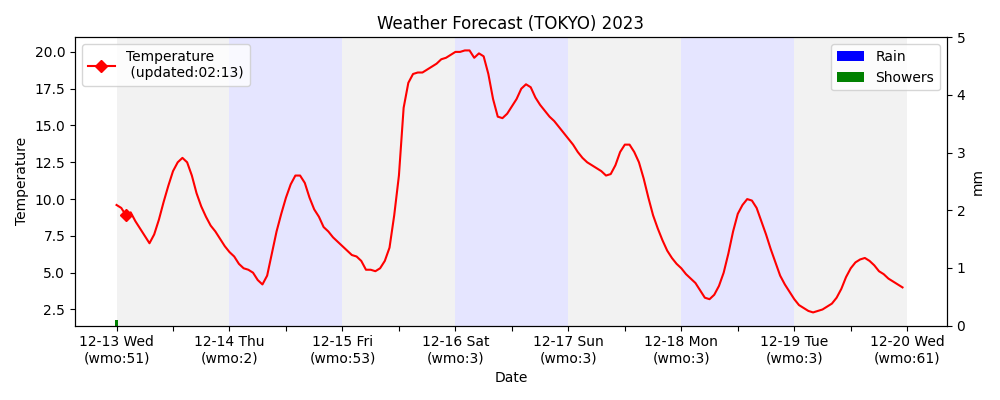 Weather Forecast (TOKYO) 2023
Temperature
(updated:02:13)
Rain
Showers
20.0
17.5
15.0
12.5
10.0
7.5
5.0
2.5
Temperature
5
4
3
2
1
0
mm
12-13 Wed
(wmo:51)
12-14 Thu
(wmo:2)
12-15 Fri
(wmo:53)
12-16 Sat
(wmo:3)
12-17 Sun
(wmo:3)
12-18 Mon
(wmo:3)
12-19 Tue
(wmo:3)
12-20 Wed
(wmo:61)
Date